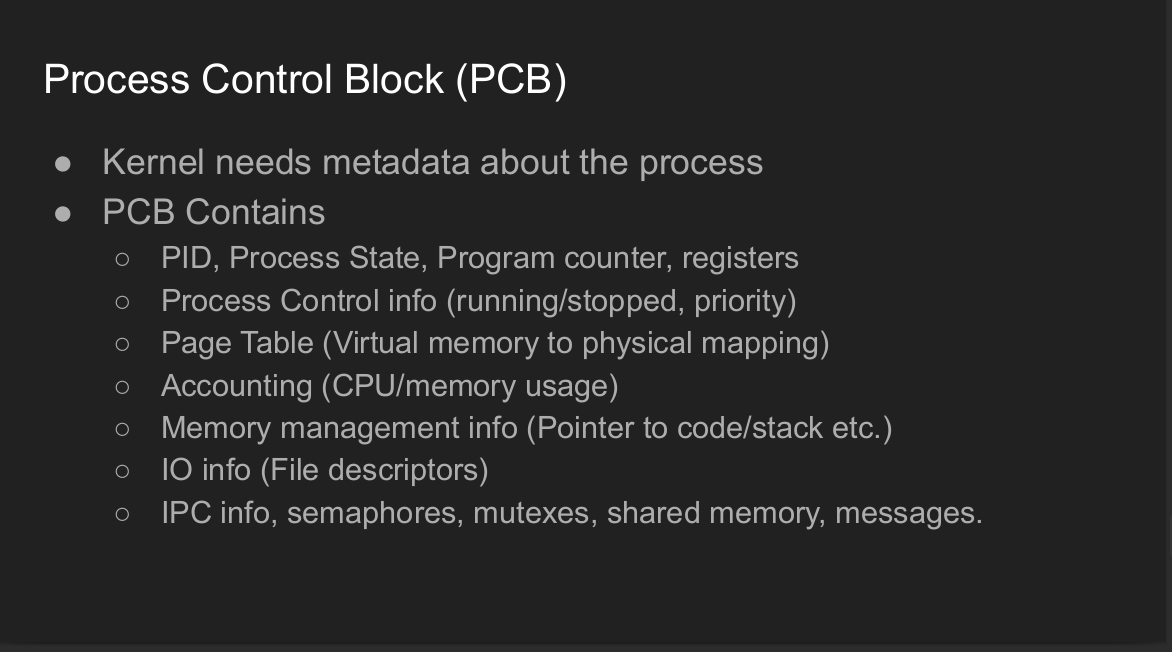 Process Control Block (PCB)
● Kernel needs metadata about the process
● PCB Contains
○ PID, Process State, Program counter, registers
○ Process Control info (running/stopped, priority)
○ Page Table (Virtual memory to physical mapping)
○ Accounting (CPU/memory usage)
○ Memory management info (Pointer to code/stack etc.)
○ IO info (File descriptors)
○ IPC info, semaphores, mutexes, shared memory, messages.